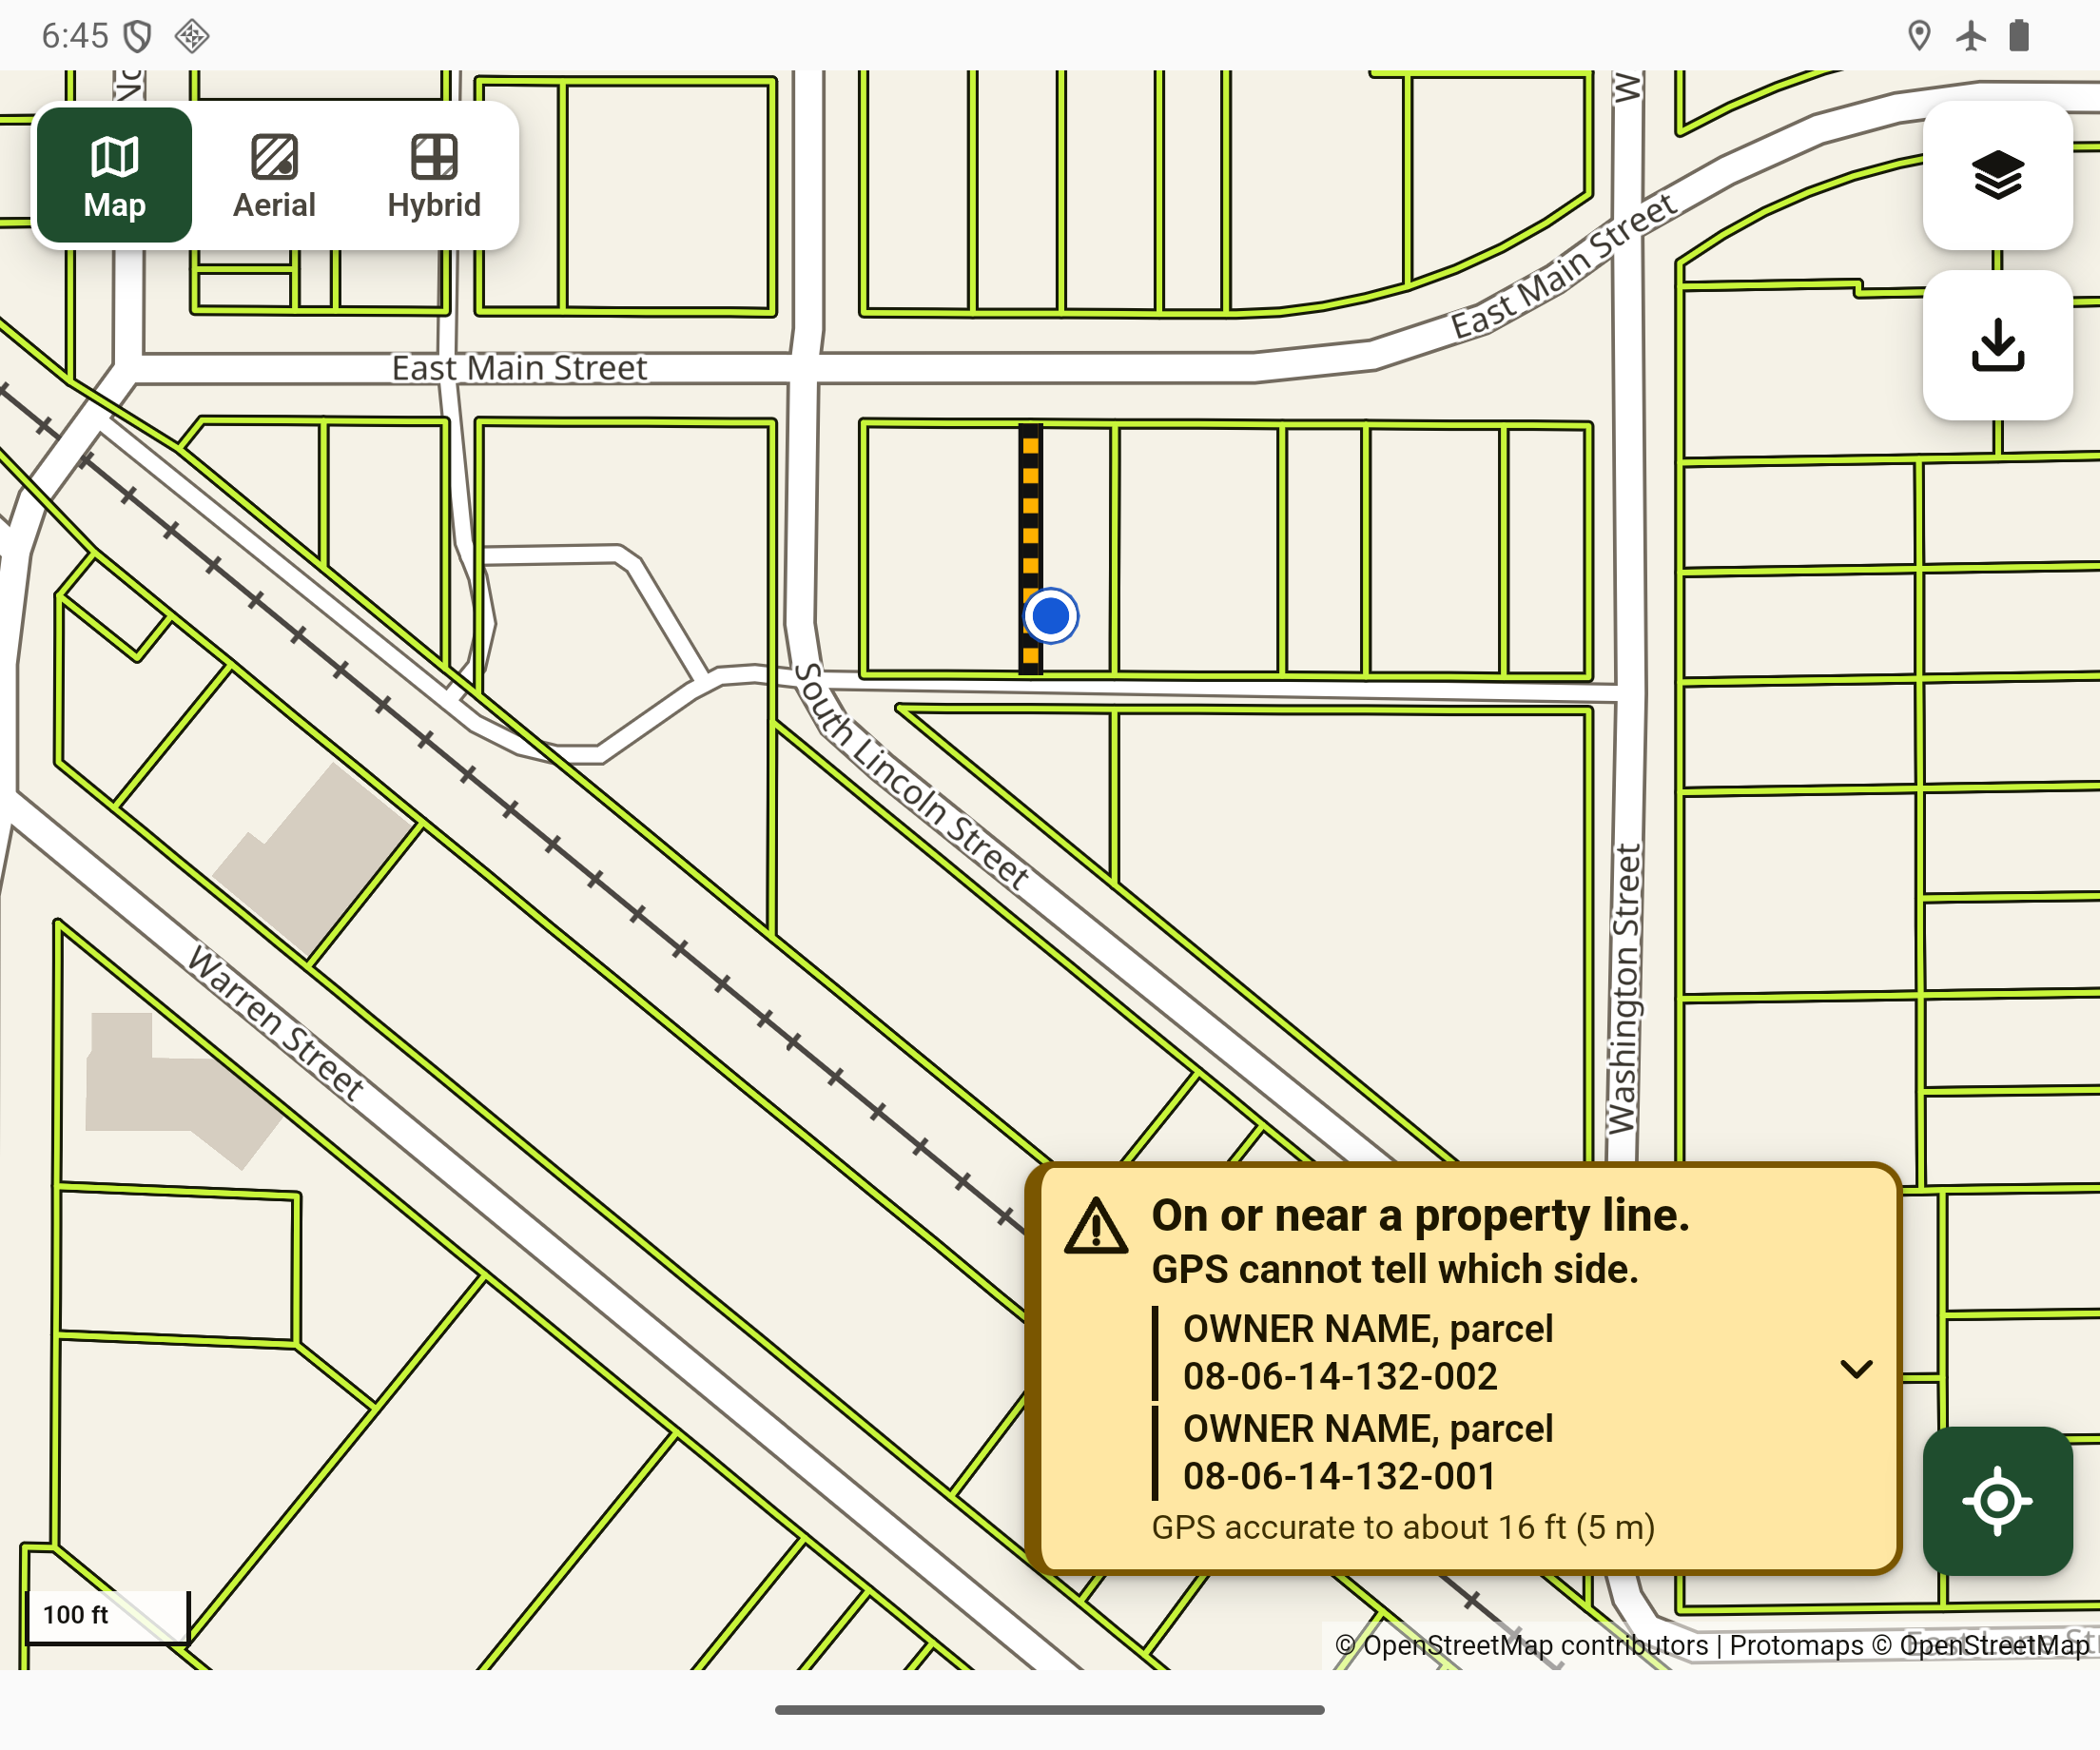 6:45
Map
Aerial
Hybrid
W
East Main Street
East Main Street
South Lincoln Street
Washington Street
Warren Street
On or near a property line.
GPS cannot tell which side.
OWNER NAME, parcel
08-06-14-132-002
OWNER NAME, parcel
08-06-14-132-001
GPS accurate to about 16 ft (5 m)
100 ft
© OpenStreetMap contributors | Protomaps © OpenStreetMap